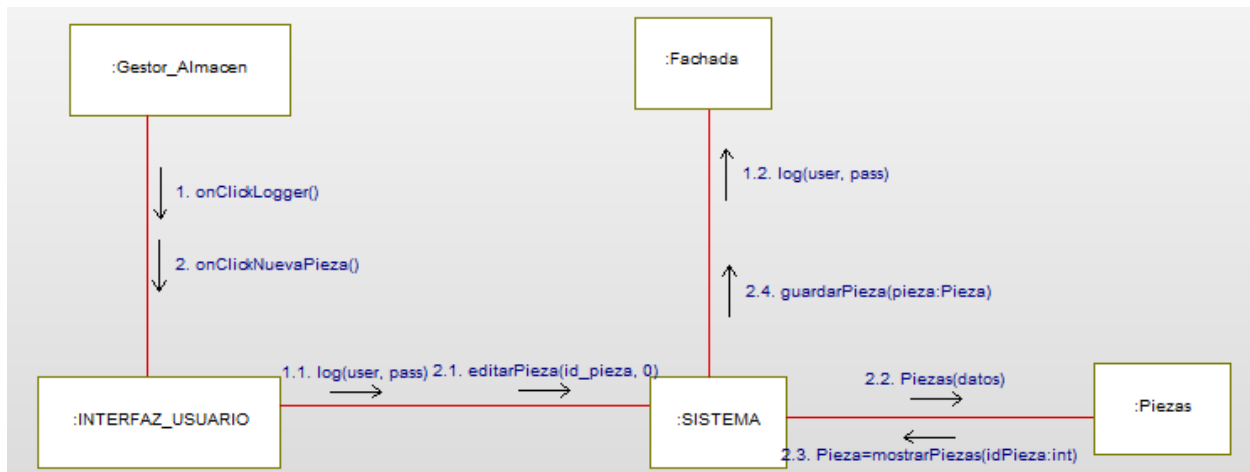 :Gestor_Almacen
:Fachada
1. onClickLogger()
1.2. log(user, pass)
2. onClickNuevaPieza()
2.4. guardarPieza(pieza:Pieza)
1.1. log(user, pass)
2.1. editarPieza(id_pieza, 0)
2.2. Piezas(datos)
:INTERFAZ_USUARIO
:SISTEMA
:Piezas
2.3. Pieza=mostrarPiezas(idPieza:int)